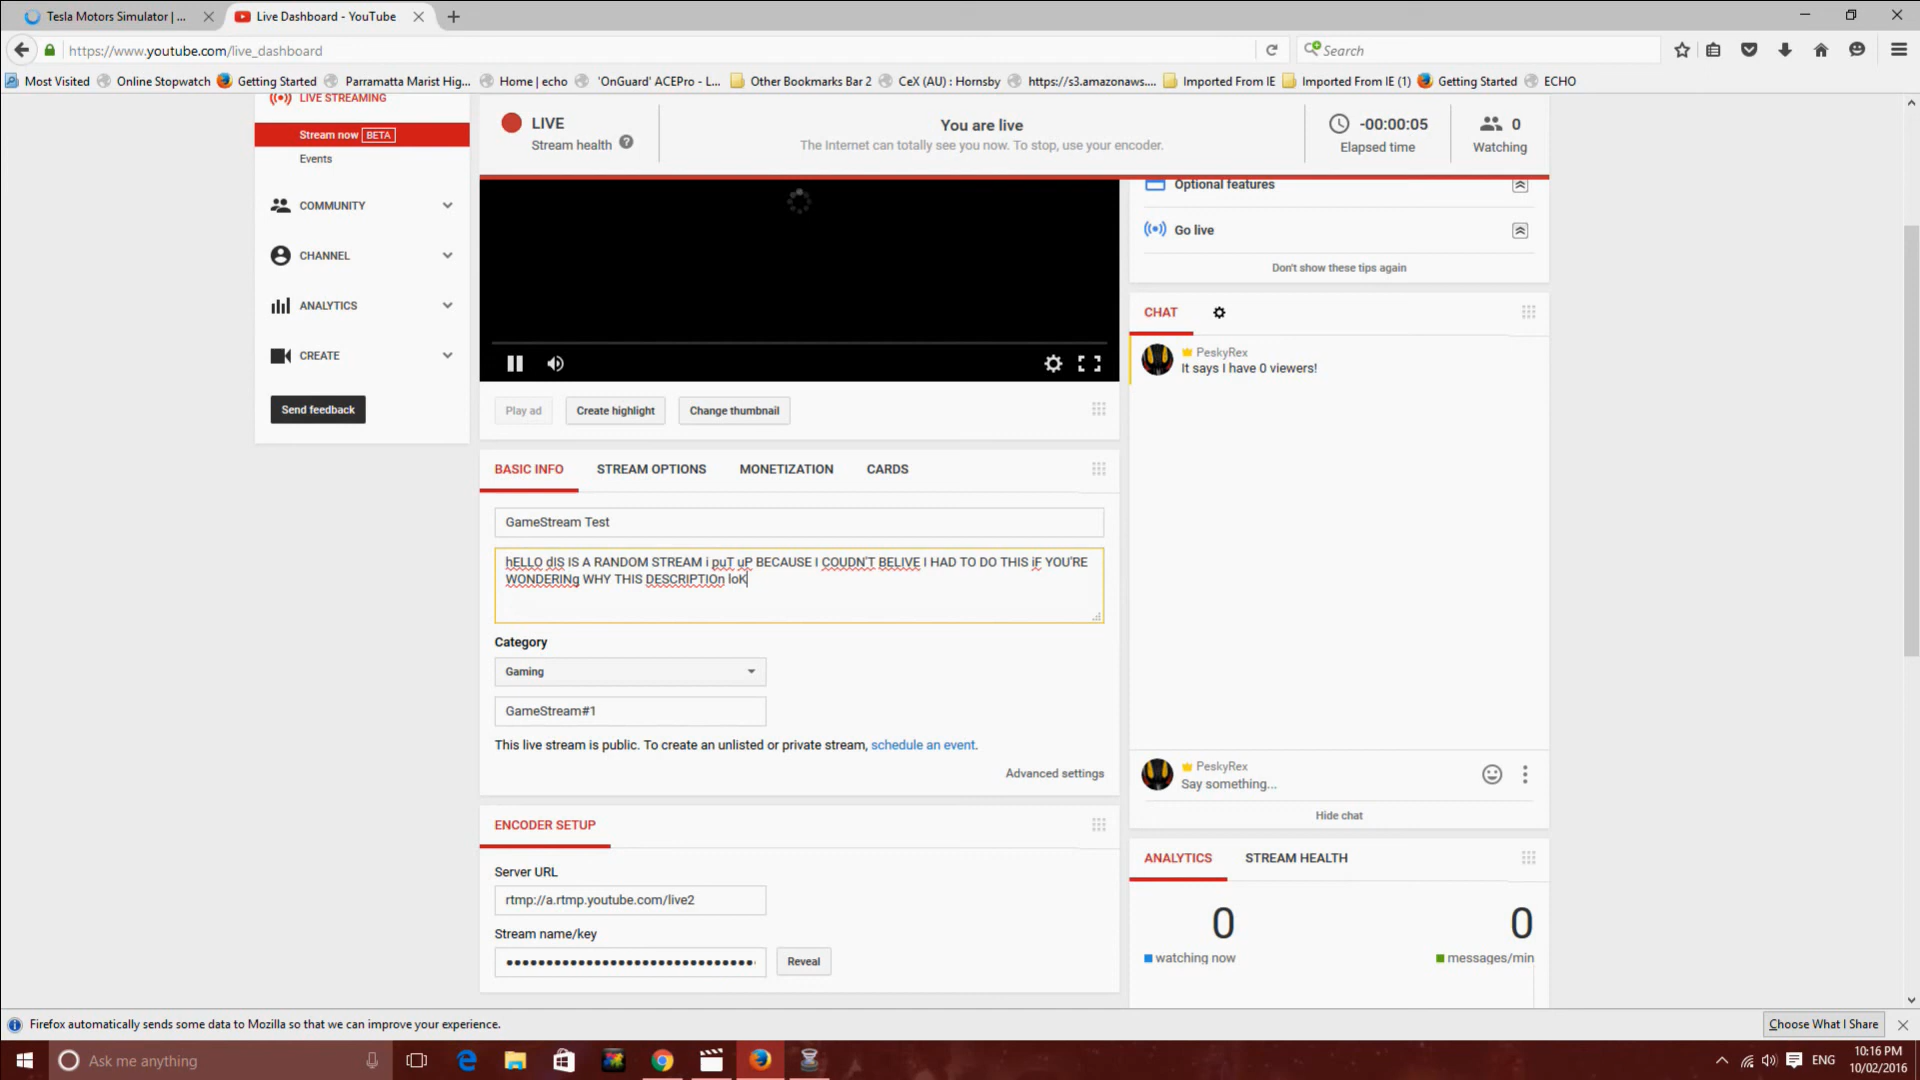 Tesla Motors Simulator | ...
Live Dashboard - YouTube
https://www.youtube.com/live_dashboard
Search
Most Visited
Online Stopwatch
Getting Started
Parramatta Marist Hig...
Home | echo
'OnGuard' ACEPro - L...
Other Bookmarks Bar 2
CeX (AU) : Hornsby
https://s3.amazonaws....
Imported From IE
Imported From IE (1)
Getting Started
ECHO
LIVE STREAMING
Stream now BETA
Events
COMMUNITY
CHANNEL
ANALYTICS
CREATE
Send feedback
LIVE
Stream health ?
You are live
The Internet can totally see you now. To stop, use your encoder.
-00:00:05
Elapsed time
0
Watching
Play ad
Create highlight
Change thumbnail
BASIC INFO
STREAM OPTIONS
MONETIZATION
CARDS
GameStream Test
hELLO dIS IS A RANDOM STREAM i puT uP BECAUSE I COUDN'T BELIVE I HAD TO DO THIS iF YOU'RE
WONDERINg WHY THIS DESCRIPTIOn loK
Category
Gaming
GameStream#1
This live stream is public. To create an unlisted or private stream, schedule an event.
Advanced settings
ENCODER SETUP
Server URL
rtmp://a.rtmp.youtube.com/live2
Stream name/key
Reveal
Optional features
Go live
Don't show these tips again
CHAT
PeskyRex
It says I have 0 viewers!
PeskyRex
Say something...
Hide chat
ANALYTICS
STREAM HEALTH
0
watching now
0
messages/min
Firefox automatically sends some data to Mozilla so that we can improve your experience.
Choose What I Share
Ask me anything
ENG
10:16 PM
10/02/2016